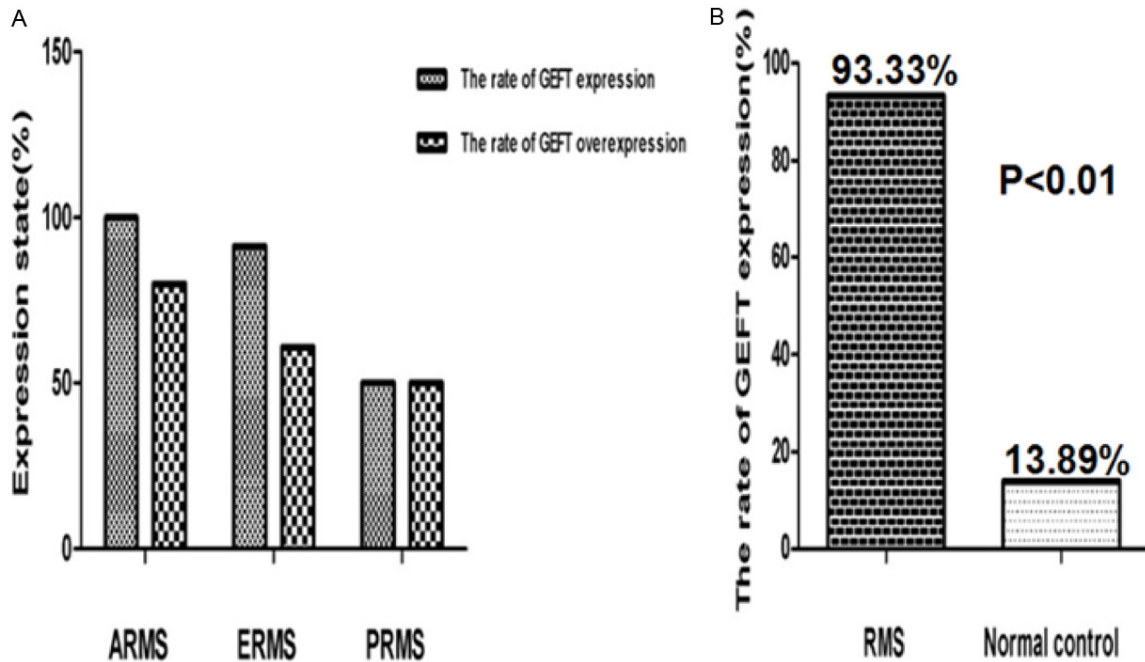 A
Expression state(%)
150
100
50
0
The rate of GEFT expression
The rate of GEFT overexpression
ARMS ERMS PRMS
B
The rate of GEFT expression(%)
100
80
60
40
20
0
93.33%
P<0.01
13.89%
RMS Normal control